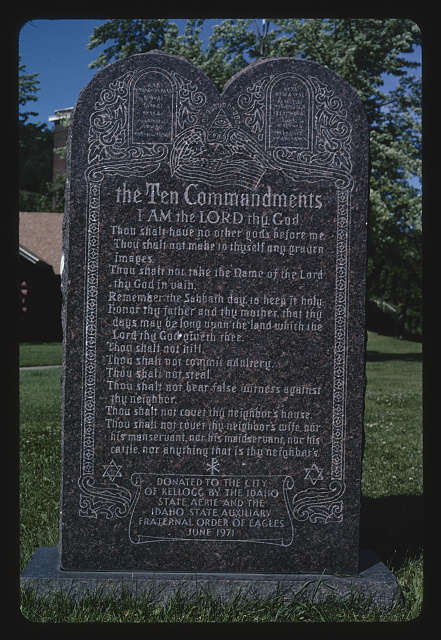 the Ten Commandments
I AM the LORD thy God
Thou shalt have no other gods before me.
Thou shalt not make to thyself any graven
images.
Thou shalt not take the Name of the Lord
thy God in vain.
Remember the Sabbath day, to keep it holy.
Honor thy father and thy mother, that thy
days may be long upon the land which the
Lord thy God giveth thee.
Thou shalt not kill.
Thou shalt not commit adultery.
Thou shalt not steal.
Thou shalt not bear false witness against
thy neighbor.
Thou shalt not covet thy neighbor's house.
Thou shalt not covet thy neighbor's wife, nor
his manservant, nor his maidservant, nor his
cattle, nor anything that is thy neighbor's.
DONATED TO THE CITY
OF KELLOGG BY THE IDAHO
STATE AERIE AND THE
IDAHO STATE AUXILIARY
FRATERNAL ORDER OF EAGLES
JUNE 1971